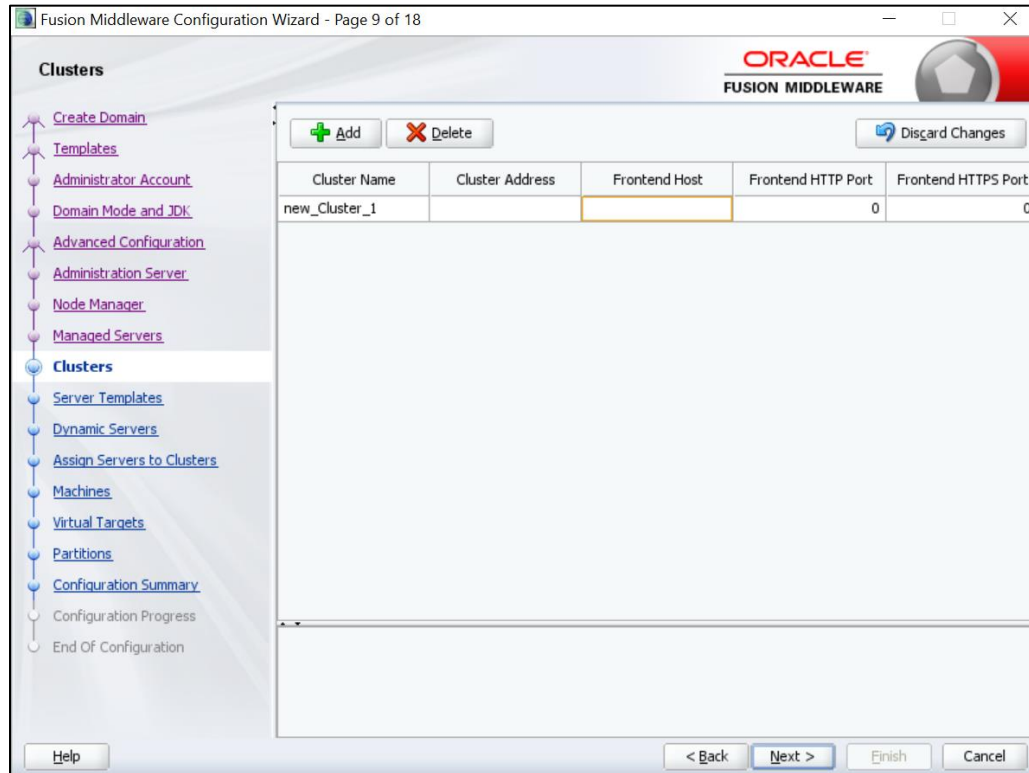 Fusion Middleware Configuration Wizard - Page 9 of 18
Clusters
ORACLE
FUSION MIDDLEWARE
Create Domain
Templates
Administrator Account
Domain Mode and JDK
Advanced Configuration
Administration Server
Node Manager
Managed Servers
Clusters
Server Templates
Dynamic Servers
Assign Servers to Clusters
Machines
Virtual Targets
Partitions
Configuration Summary
Configuration Progress
End Of Configuration
Add Delete Discard Changes
Cluster Name Cluster Address Frontend Host Frontend HTTP Port Frontend HTTPS Port
new_Cluster_1 0 0
Help < Back Next > Finish Cancel